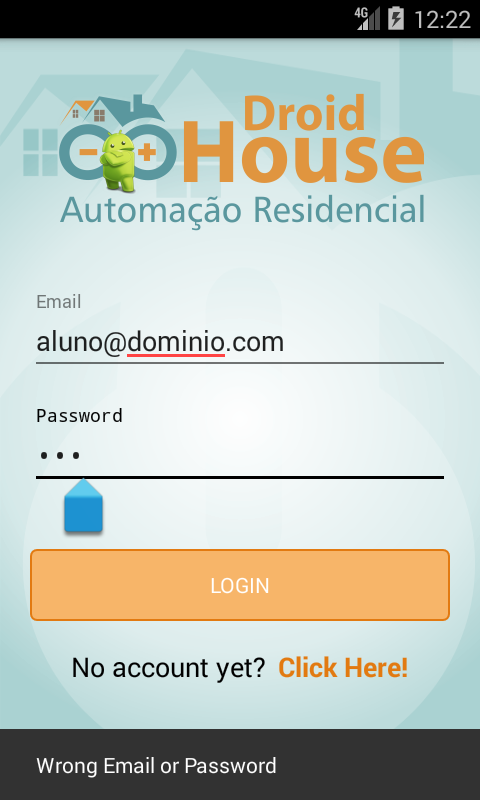 4G 12:22
Droid
House
Automação Residencial
Email
aluno@dominio.com
Password
•••
LOGIN
No account yet? Click Here!
Wrong Email or Password